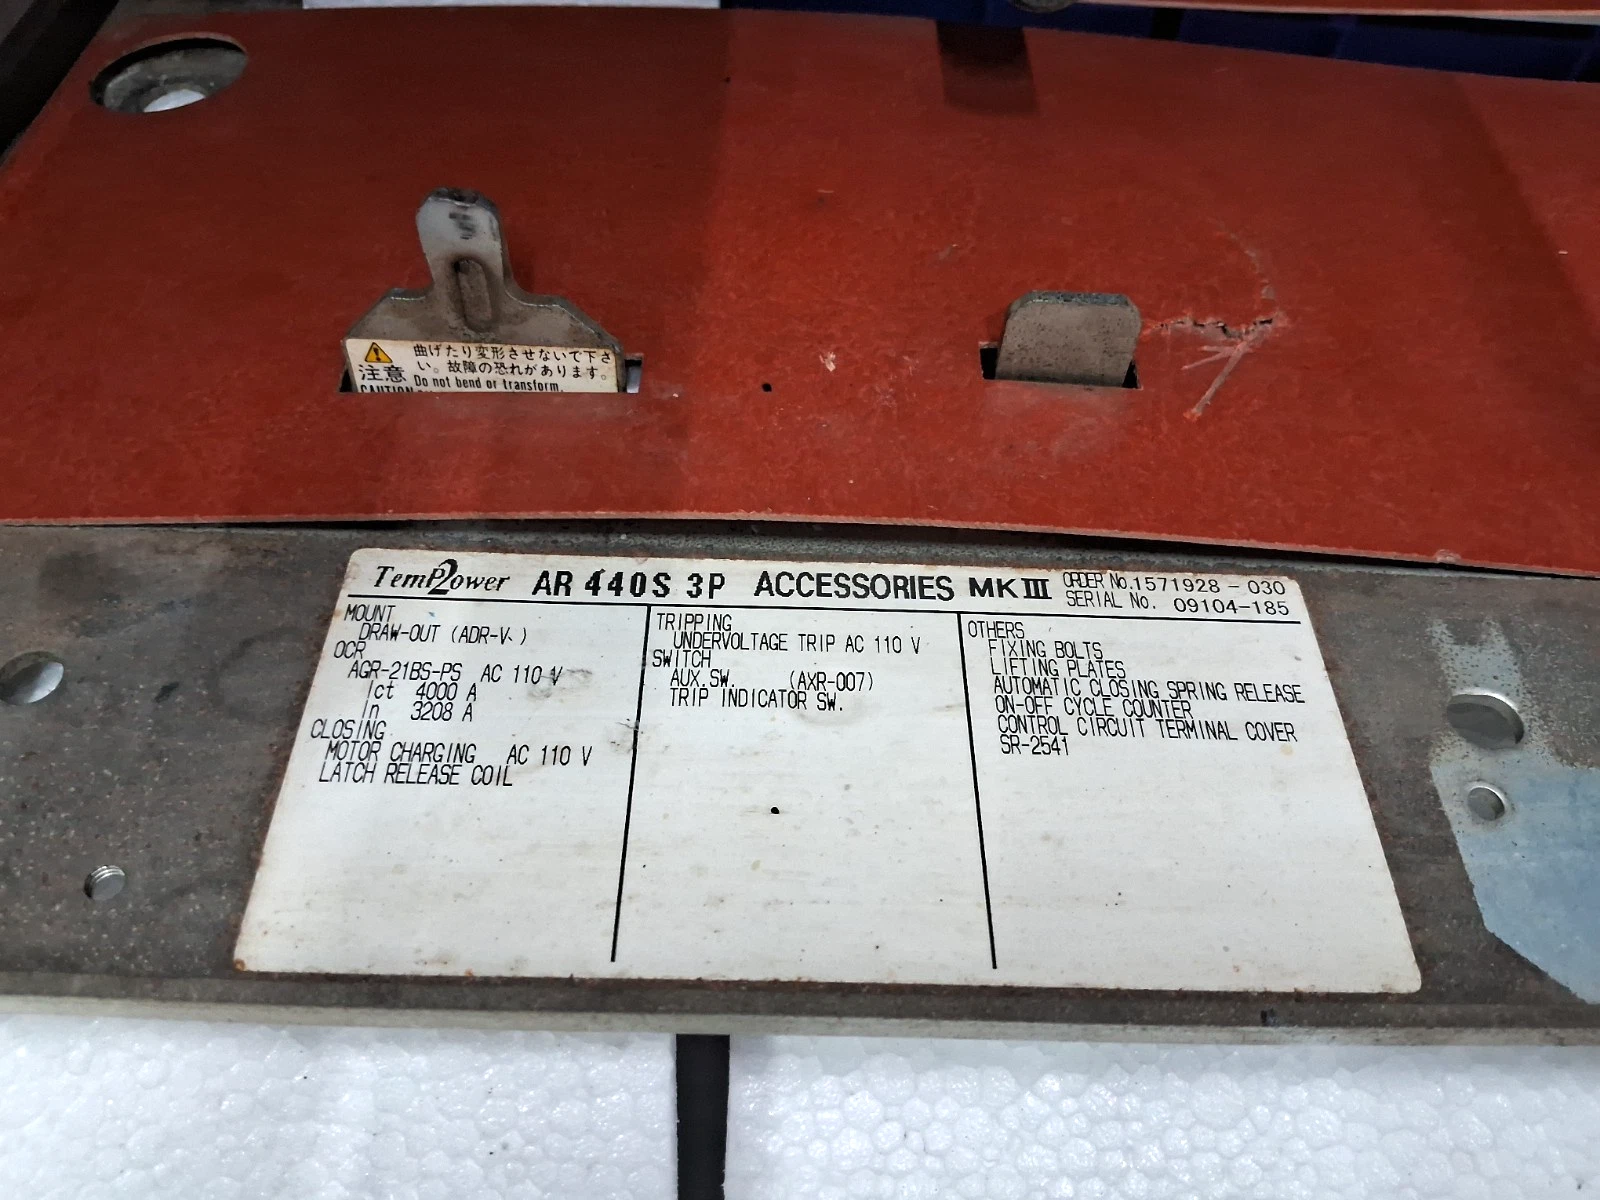 曲げたり変形させないで下さ
い。故障の恐れがあります。
注意
Do not bend or transform.
CAUTION
TemPower2 AR 440S 3P ACCESSORIES MK III
ORDER No. 1571928-030
SERIAL No. 09104-185
MOUNT
DRAW-OUT (ADR-V )
OCR
AGR-21BS-PS AC 110 V
Ict 4000 A
In 3208 A
CLOSING
MOTOR CHARGING AC 110 V
LATCH RELEASE COIL
TRIPPING
UNDERVOLTAGE TRIP AC 110 V
SWITCH
AUX.SW. (AXR-007)
TRIP INDICATOR SW.
OTHERS
FIXING BOLTS
LIFTING PLATES
AUTOMATIC CLOSING SPRING RELEASE
ON-OFF CYCLE COUNTER
CONTROL CIRCUIT TERMINAL COVER
SR-2541